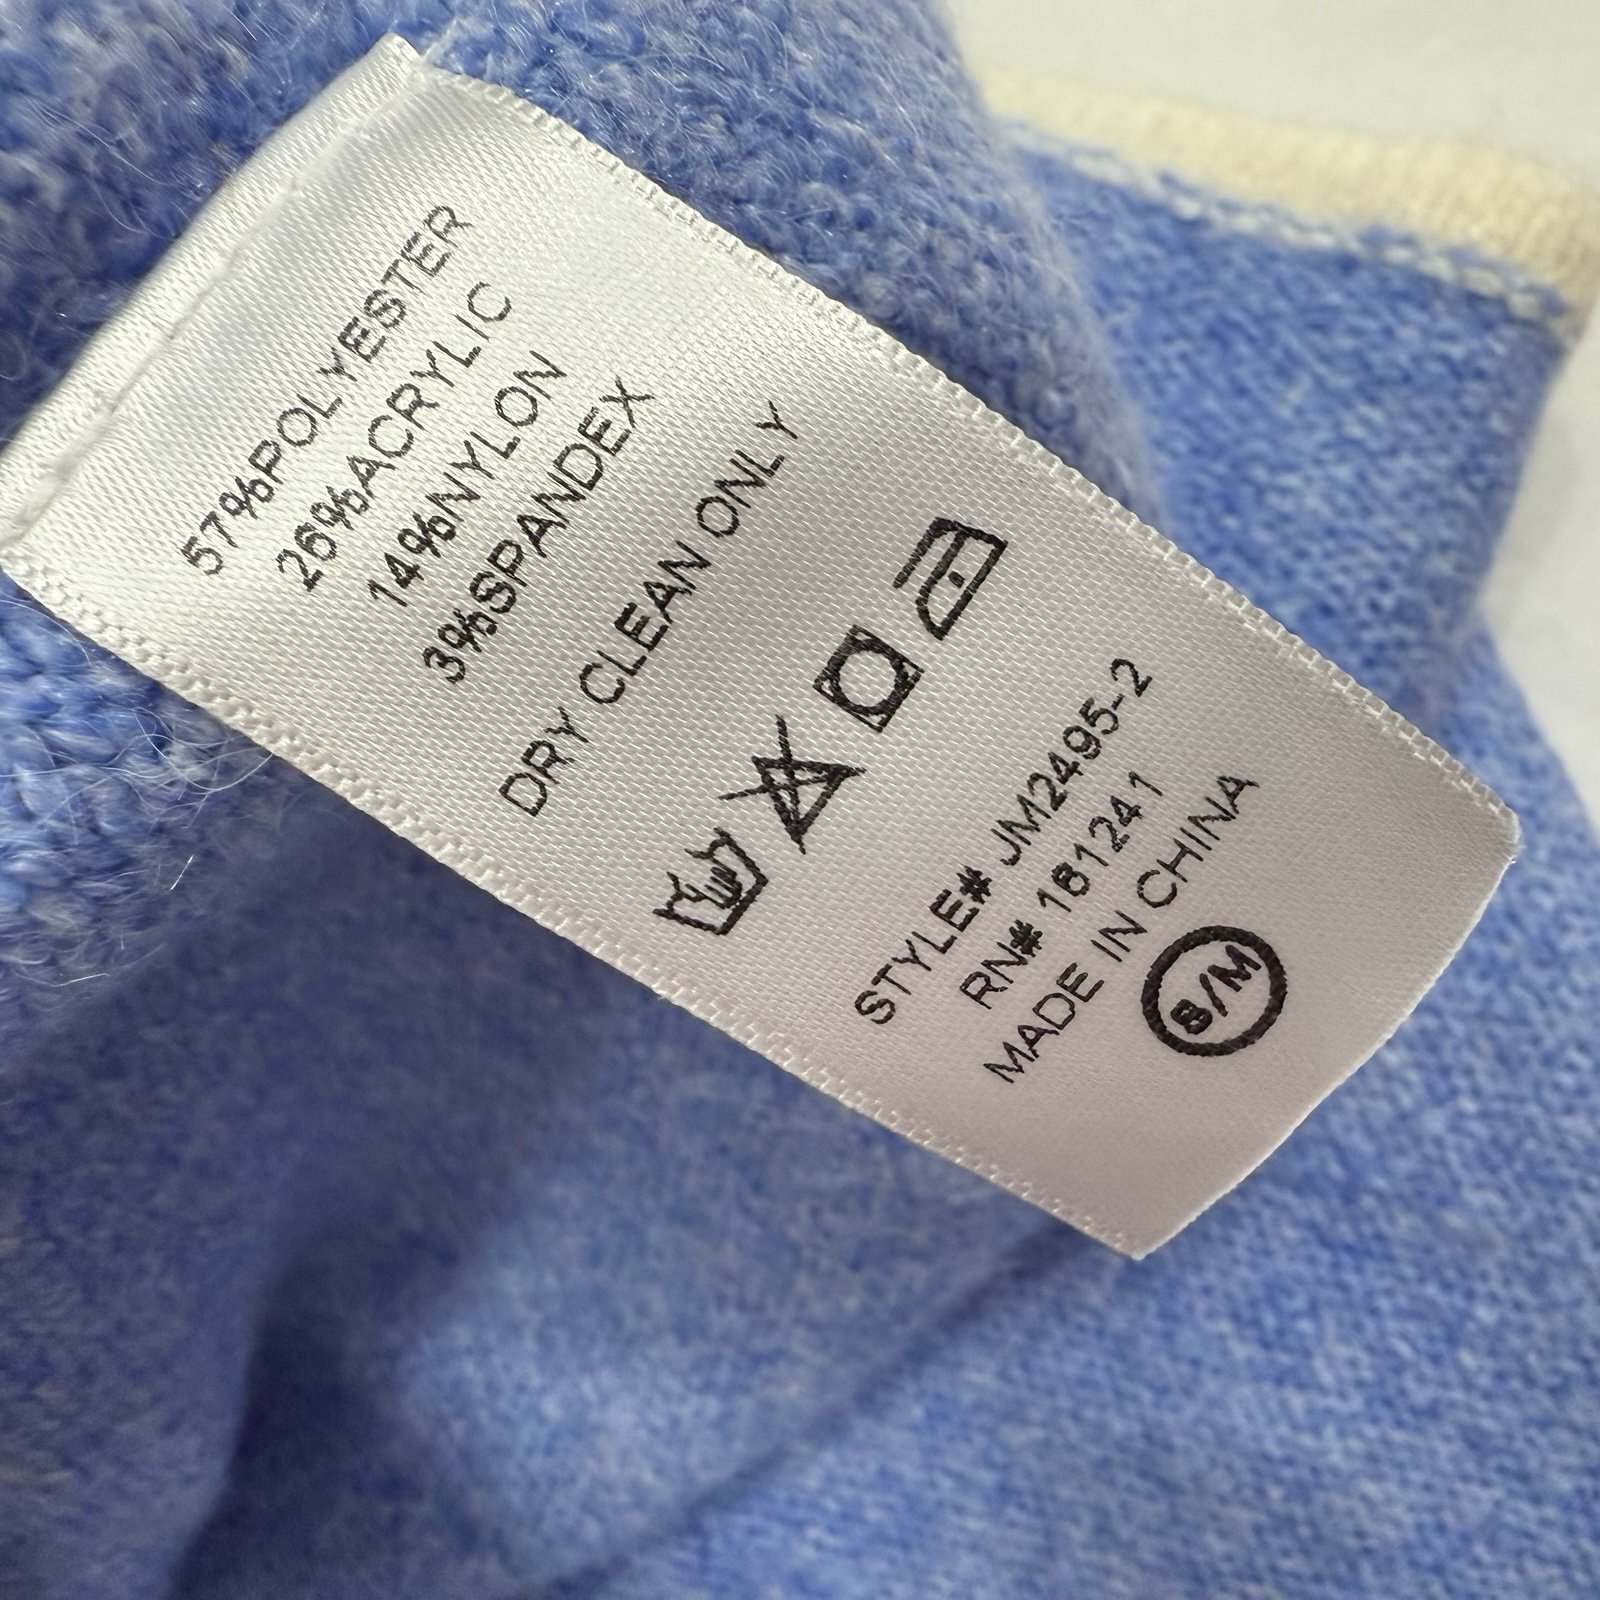 57%POLYESTER
26%ACRYLIC
14%NYLON
3%SPANDEX
DRY CLEAN ONLY
STYLE# JM2495-2
RN# 161241
MADE IN CHINA
S/M